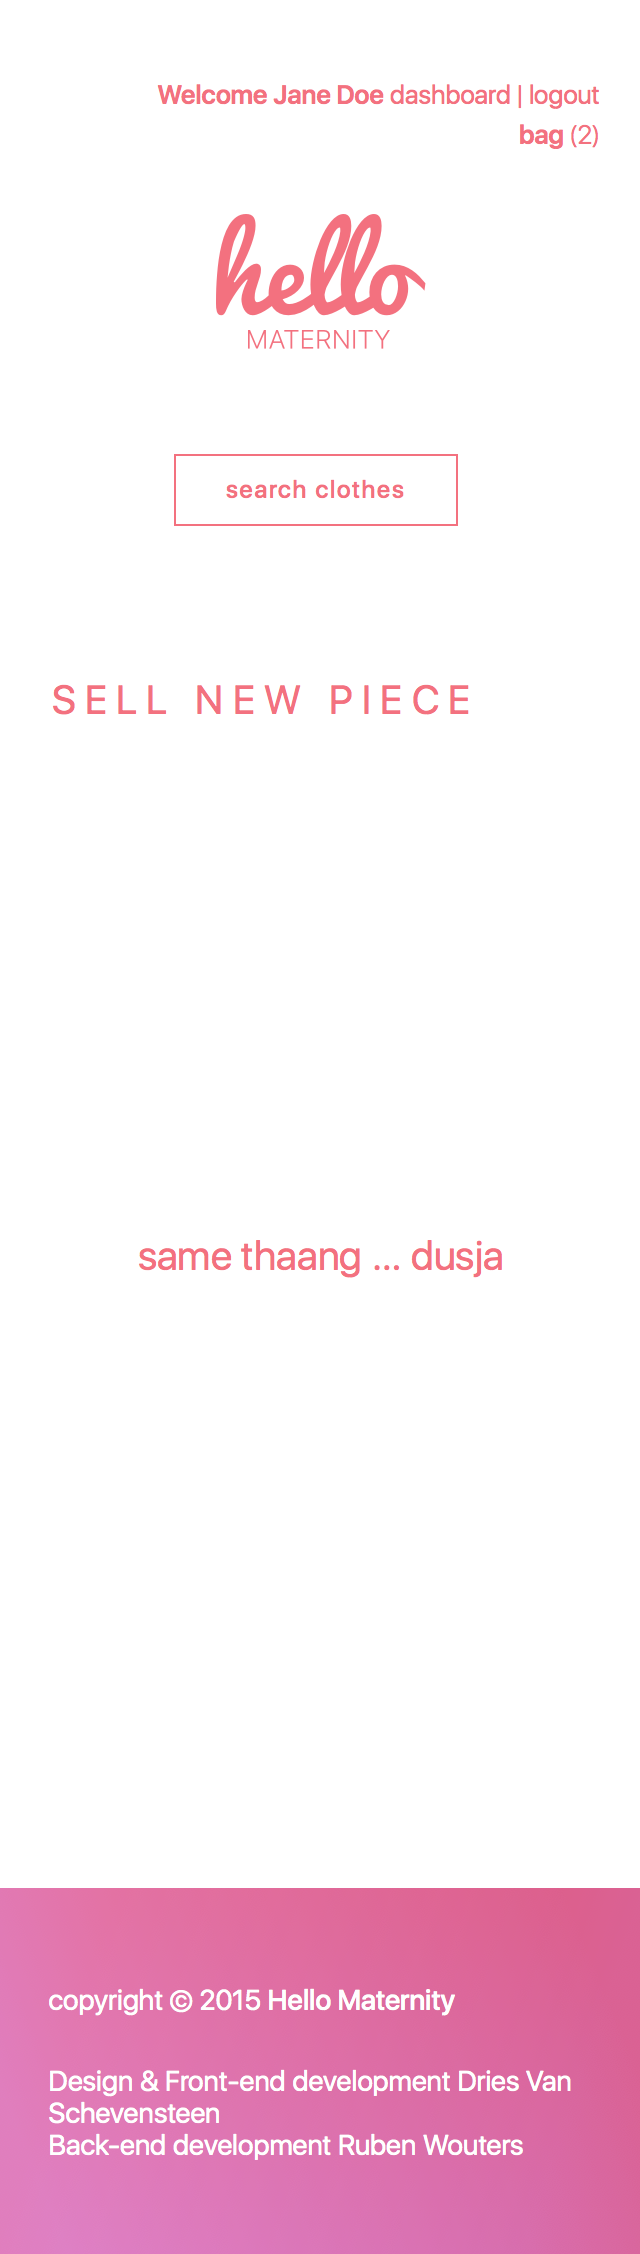 Welcome Jane Doe dashboard | logout
bag (2)
hello
MATERNITY
search clothes
SELL NEW PIECE
same thaang ... dusja
copyright © 2015 Hello Maternity
Design & Front-end development Dries Van
Schevensteen
Back-end development Ruben Wouters